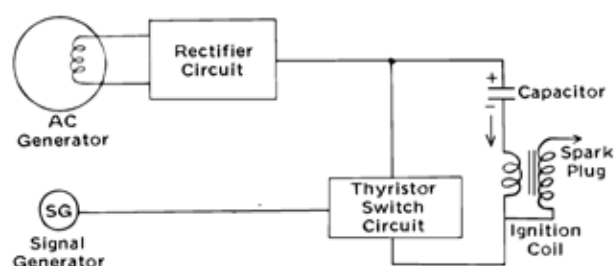 Rectifier
Circuit
AC
Generator
+
−
Capacitor
Spark
Plug
Thyristor
Switch
Circuit
SG
Signal
Generator
Ignition
Coil